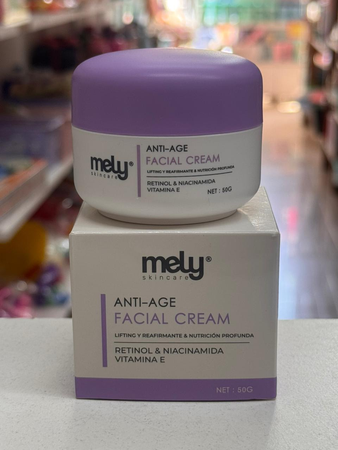 mely®
skincare
ANTI-AGE
FACIAL CREAM
LIFTING Y REAFIRMANTE & NUTRICIÓN PROFUNDA
RETINOL & NIACINAMIDA
VITAMINA E
NET : 50G
mely®
skincare
ANTI-AGE
FACIAL CREAM
LIFTING Y REAFIRMANTE & NUTRICIÓN PROFUNDA
RETINOL & NIACINAMIDA
VITAMINA E
NET : 50G